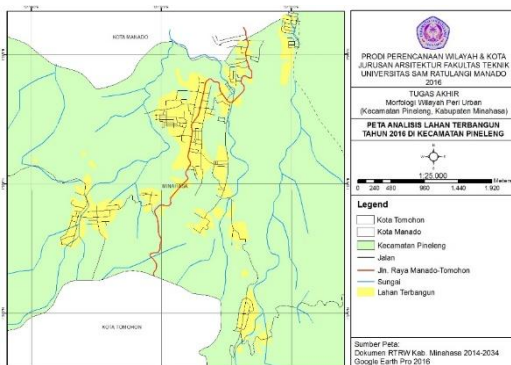 KOTA MANADO
MINAHASA
KOTA TOMOHON
PRODI PERENCANAAN WILAYAH & KOTA
JURUSAN ARSITEKTUR FAKULTAS TEKNIK
UNIVERSITAS SAM RATULANGI MANADO
2016
TUGAS AKHIR
Morfologi Wilayah Peri Urban
(Kecamatan Pineleng, Kabupaten Minahasa)
PETA ANALISIS LAHAN TERBANGUN
TAHUN 2016 DI KECAMATAN PINELENG
1:25.000
Meters
0 240 480 960 1.440 1.920
Legend
Kota Tomohon
Kota Manado
Kecamatan Pineleng
Jalan
Jln. Raya Manado-Tomohon
Sungai
Lahan Terbangun
Sumber Peta:
Dokumen RTRW Kab. Minahasa 2014-2034
Google Earth Pro 2016